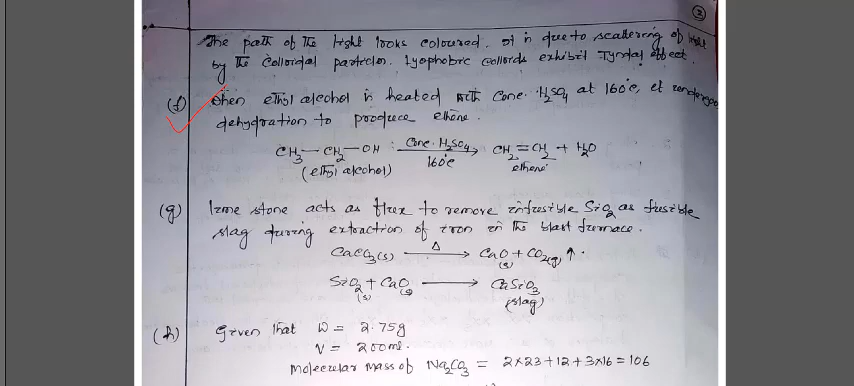 ③
The path of the light looks coloured. It is due to scattering of light
by the colloidal particles. Lyophobic colloids exhibit Tyndal effect.
(f) When ethyl alcohol is heated with Conc. H₂SO₄ at 160°C, it undergoes
dehydration to produce ethene.
CH₃—CH₂—OH : Conc. H₂SO₄ 160°C → CH₂=CH₂ + H₂O
(ethyl alcohol) ethene
(g) Lime stone acts as flux to remove infusible SiO₂ as fusible
slag during extraction of iron in the blast furnace.
CaCO₃(s) Δ → CaO(s) + CO₂(g) ↑.
SiO₂(s) + CaO(s) → CaSiO₃
(slag)
(h) Given that W = 2.75g
V = 200ml.
Molecular mass of Na₂CO₃ = 2×23+12+3×16=106